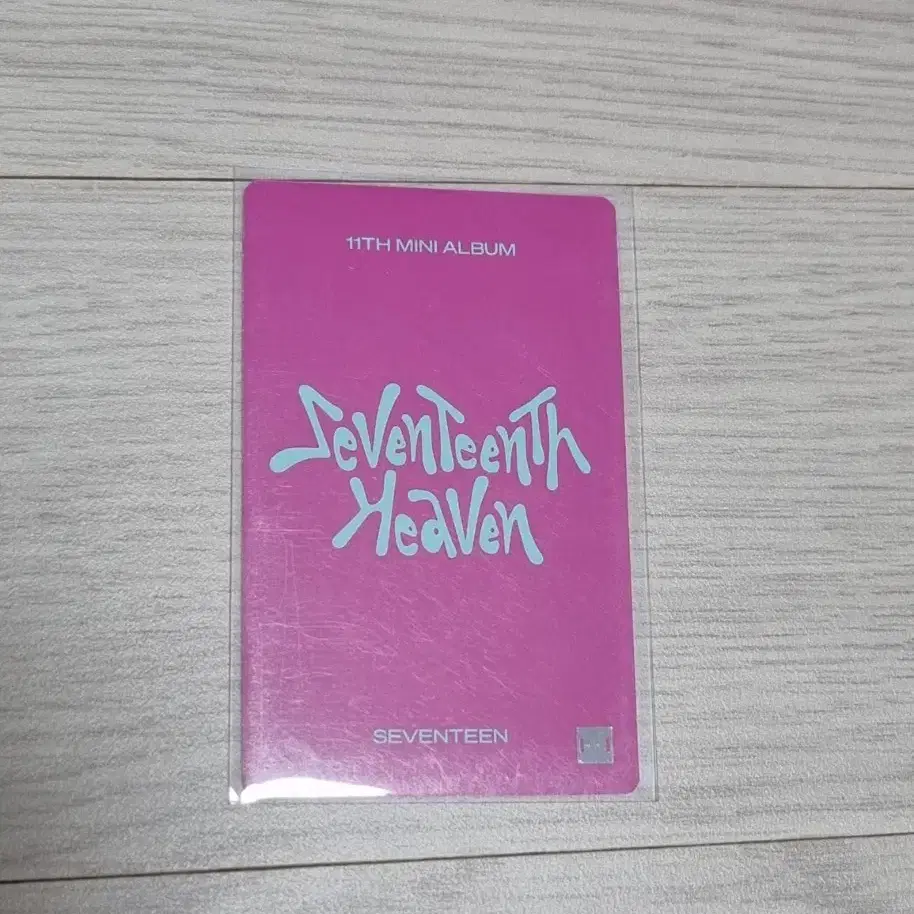 11TH MINI ALBUM
SevenTeenTh
Heaven
SEVENTEEN